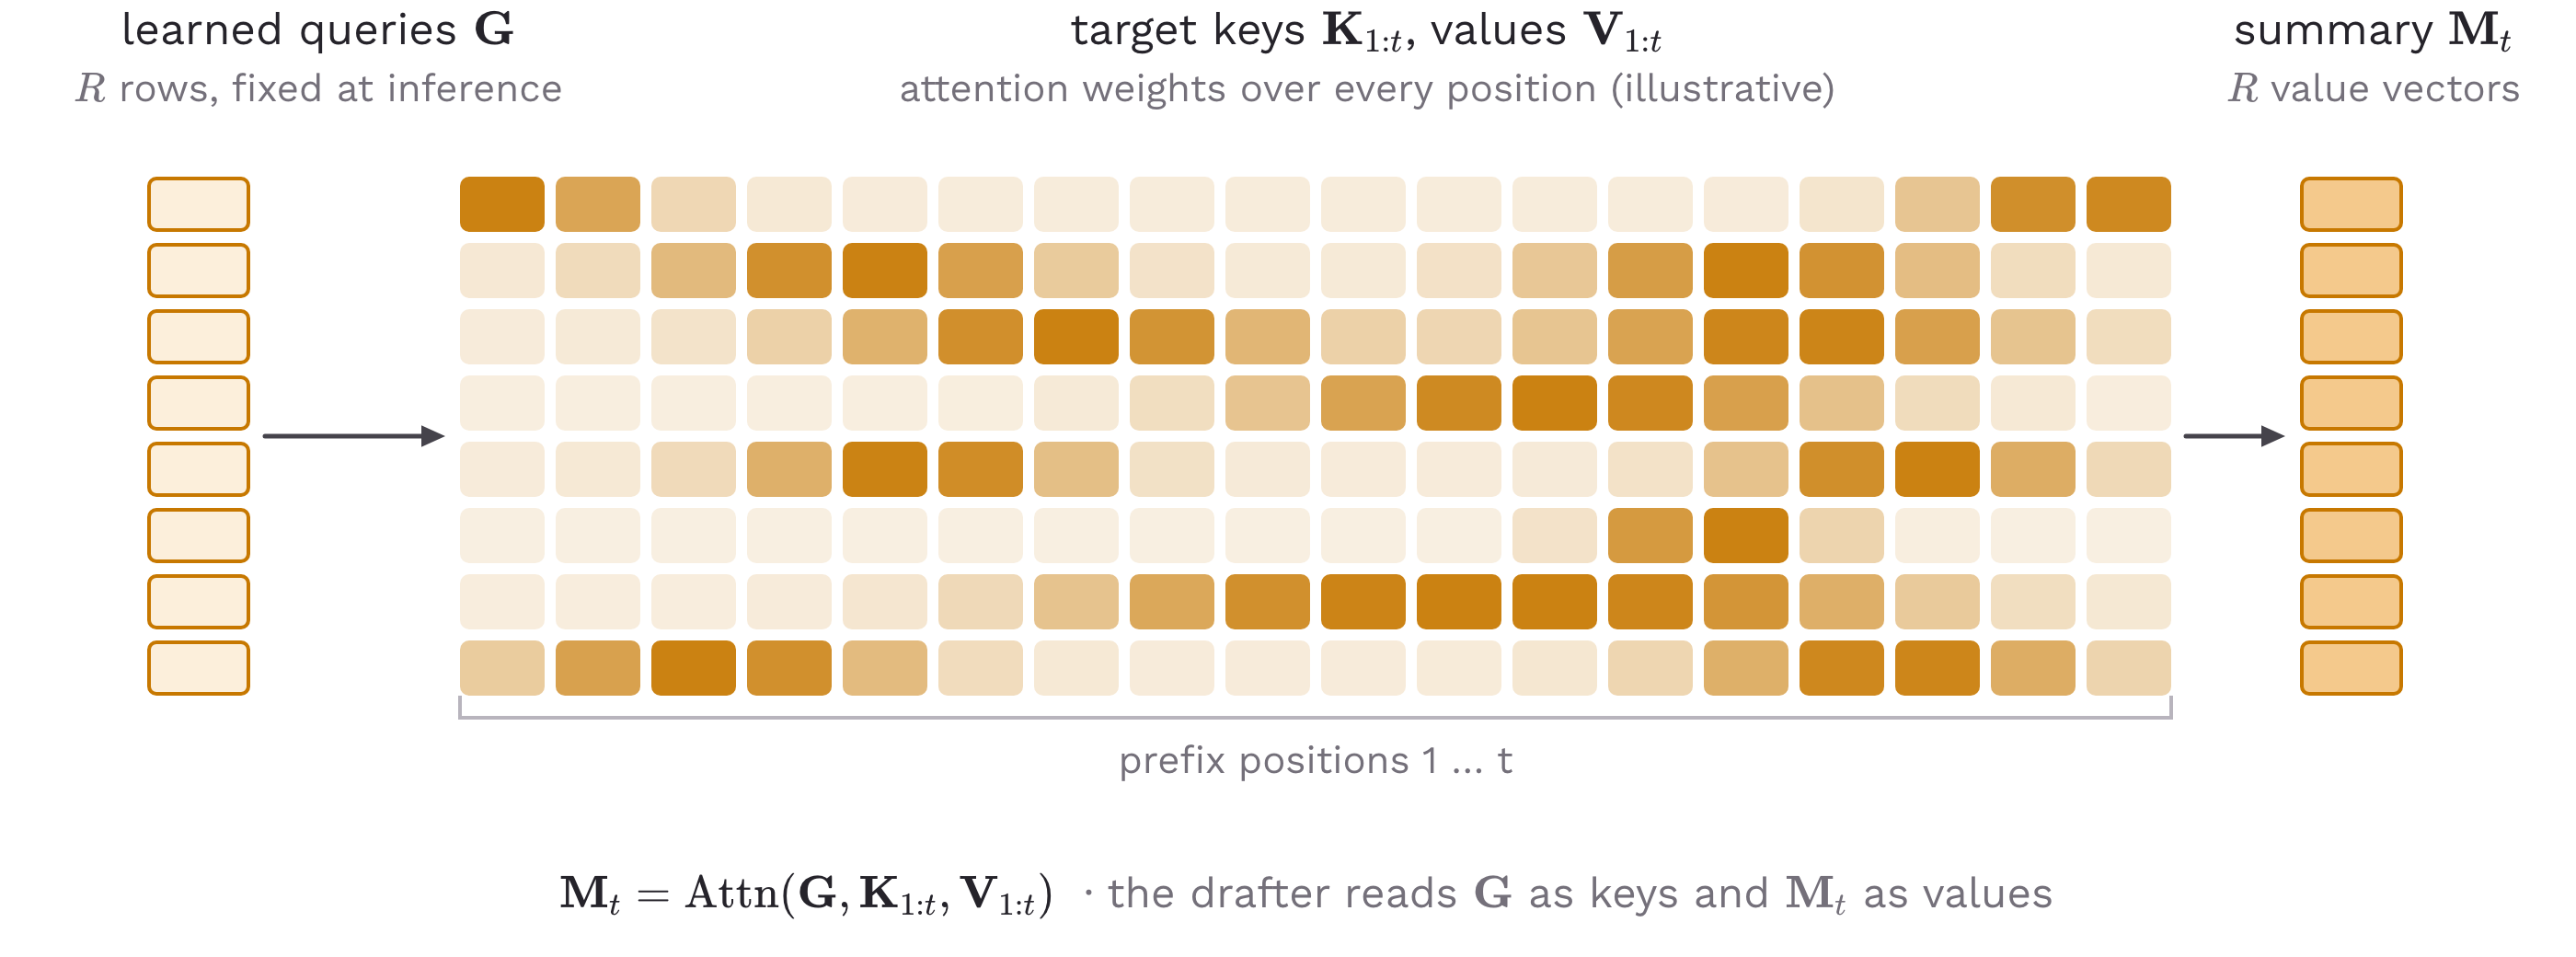 learned queries G
R rows, fixed at inference
target keys K₁:ₜ, values V₁:ₜ
attention weights over every position (illustrative)
summary Mₜ
R value vectors
prefix positions 1 … t
Mₜ = Attn(G, K₁:ₜ, V₁:ₜ) · the drafter reads G as keys and Mₜ as values